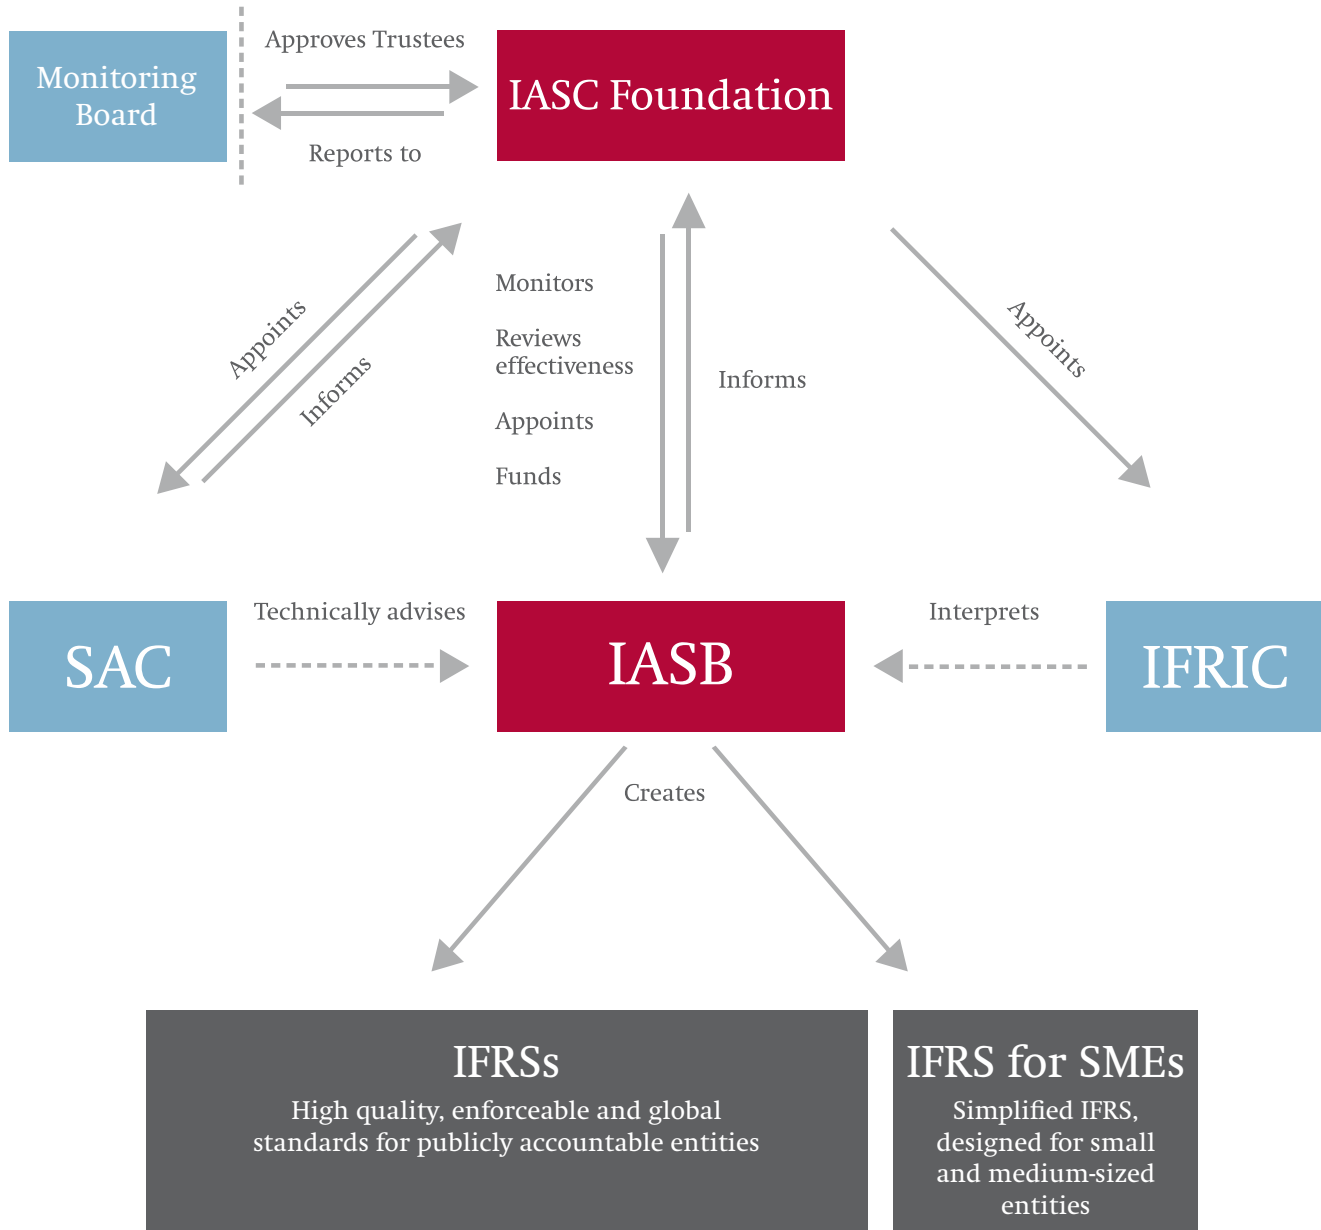 Approves Trustees
Monitoring
Board
IASC Foundation
Reports to
Appoints
Informs
Monitors
Reviews
effectiveness
Appoints
Funds
Informs
Appoints
Technically advises
Interprets
SAC
IASB
IFRIC
Creates
IFRSs
High quality, enforceable and global
standards for publicly accountable entities
IFRS for SMEs
Simplified IFRS,
designed for small
and medium-sized
entities